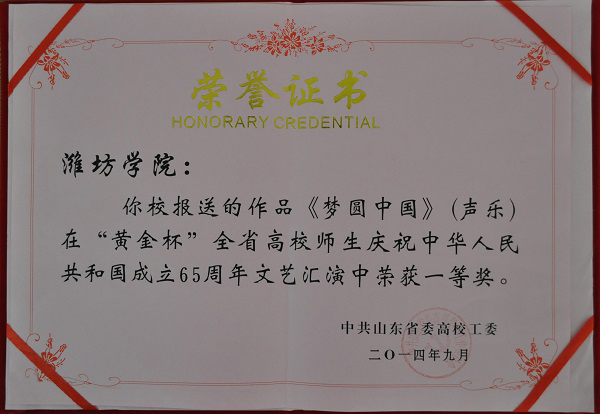 荣誉证书
HONORARY CREDENTIAL
潍坊学院：
你校报送的作品《梦圆中国》（声乐）
在“黄金杯”全省高校师生庆祝中华人民
共和国成立65周年文艺汇演中荣获一等奖。
中共山东省委高校工委
二〇一四年九月